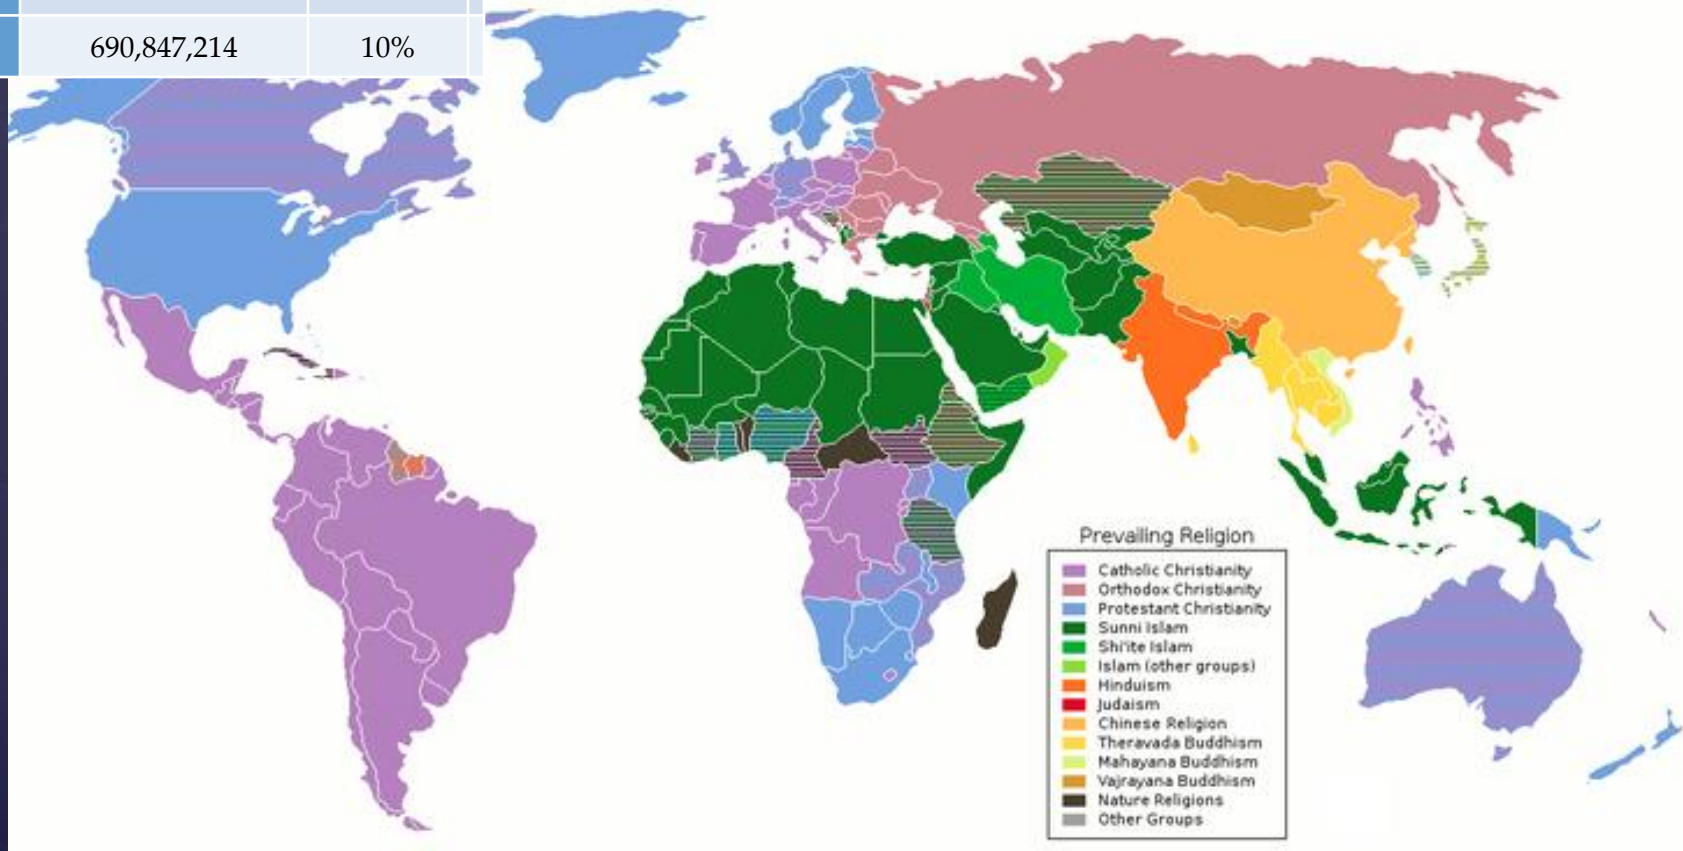 690,847,214 10%
Prevailing Religion
Catholic Christianity
Orthodox Christianity
Protestant Christianity
Sunni Islam
Shi'ite Islam
Islam (other groups)
Hinduism
Judaism
Chinese Religion
Theravada Buddhism
Mahayana Buddhism
Vajrayana Buddhism
Nature Religions
Other Groups